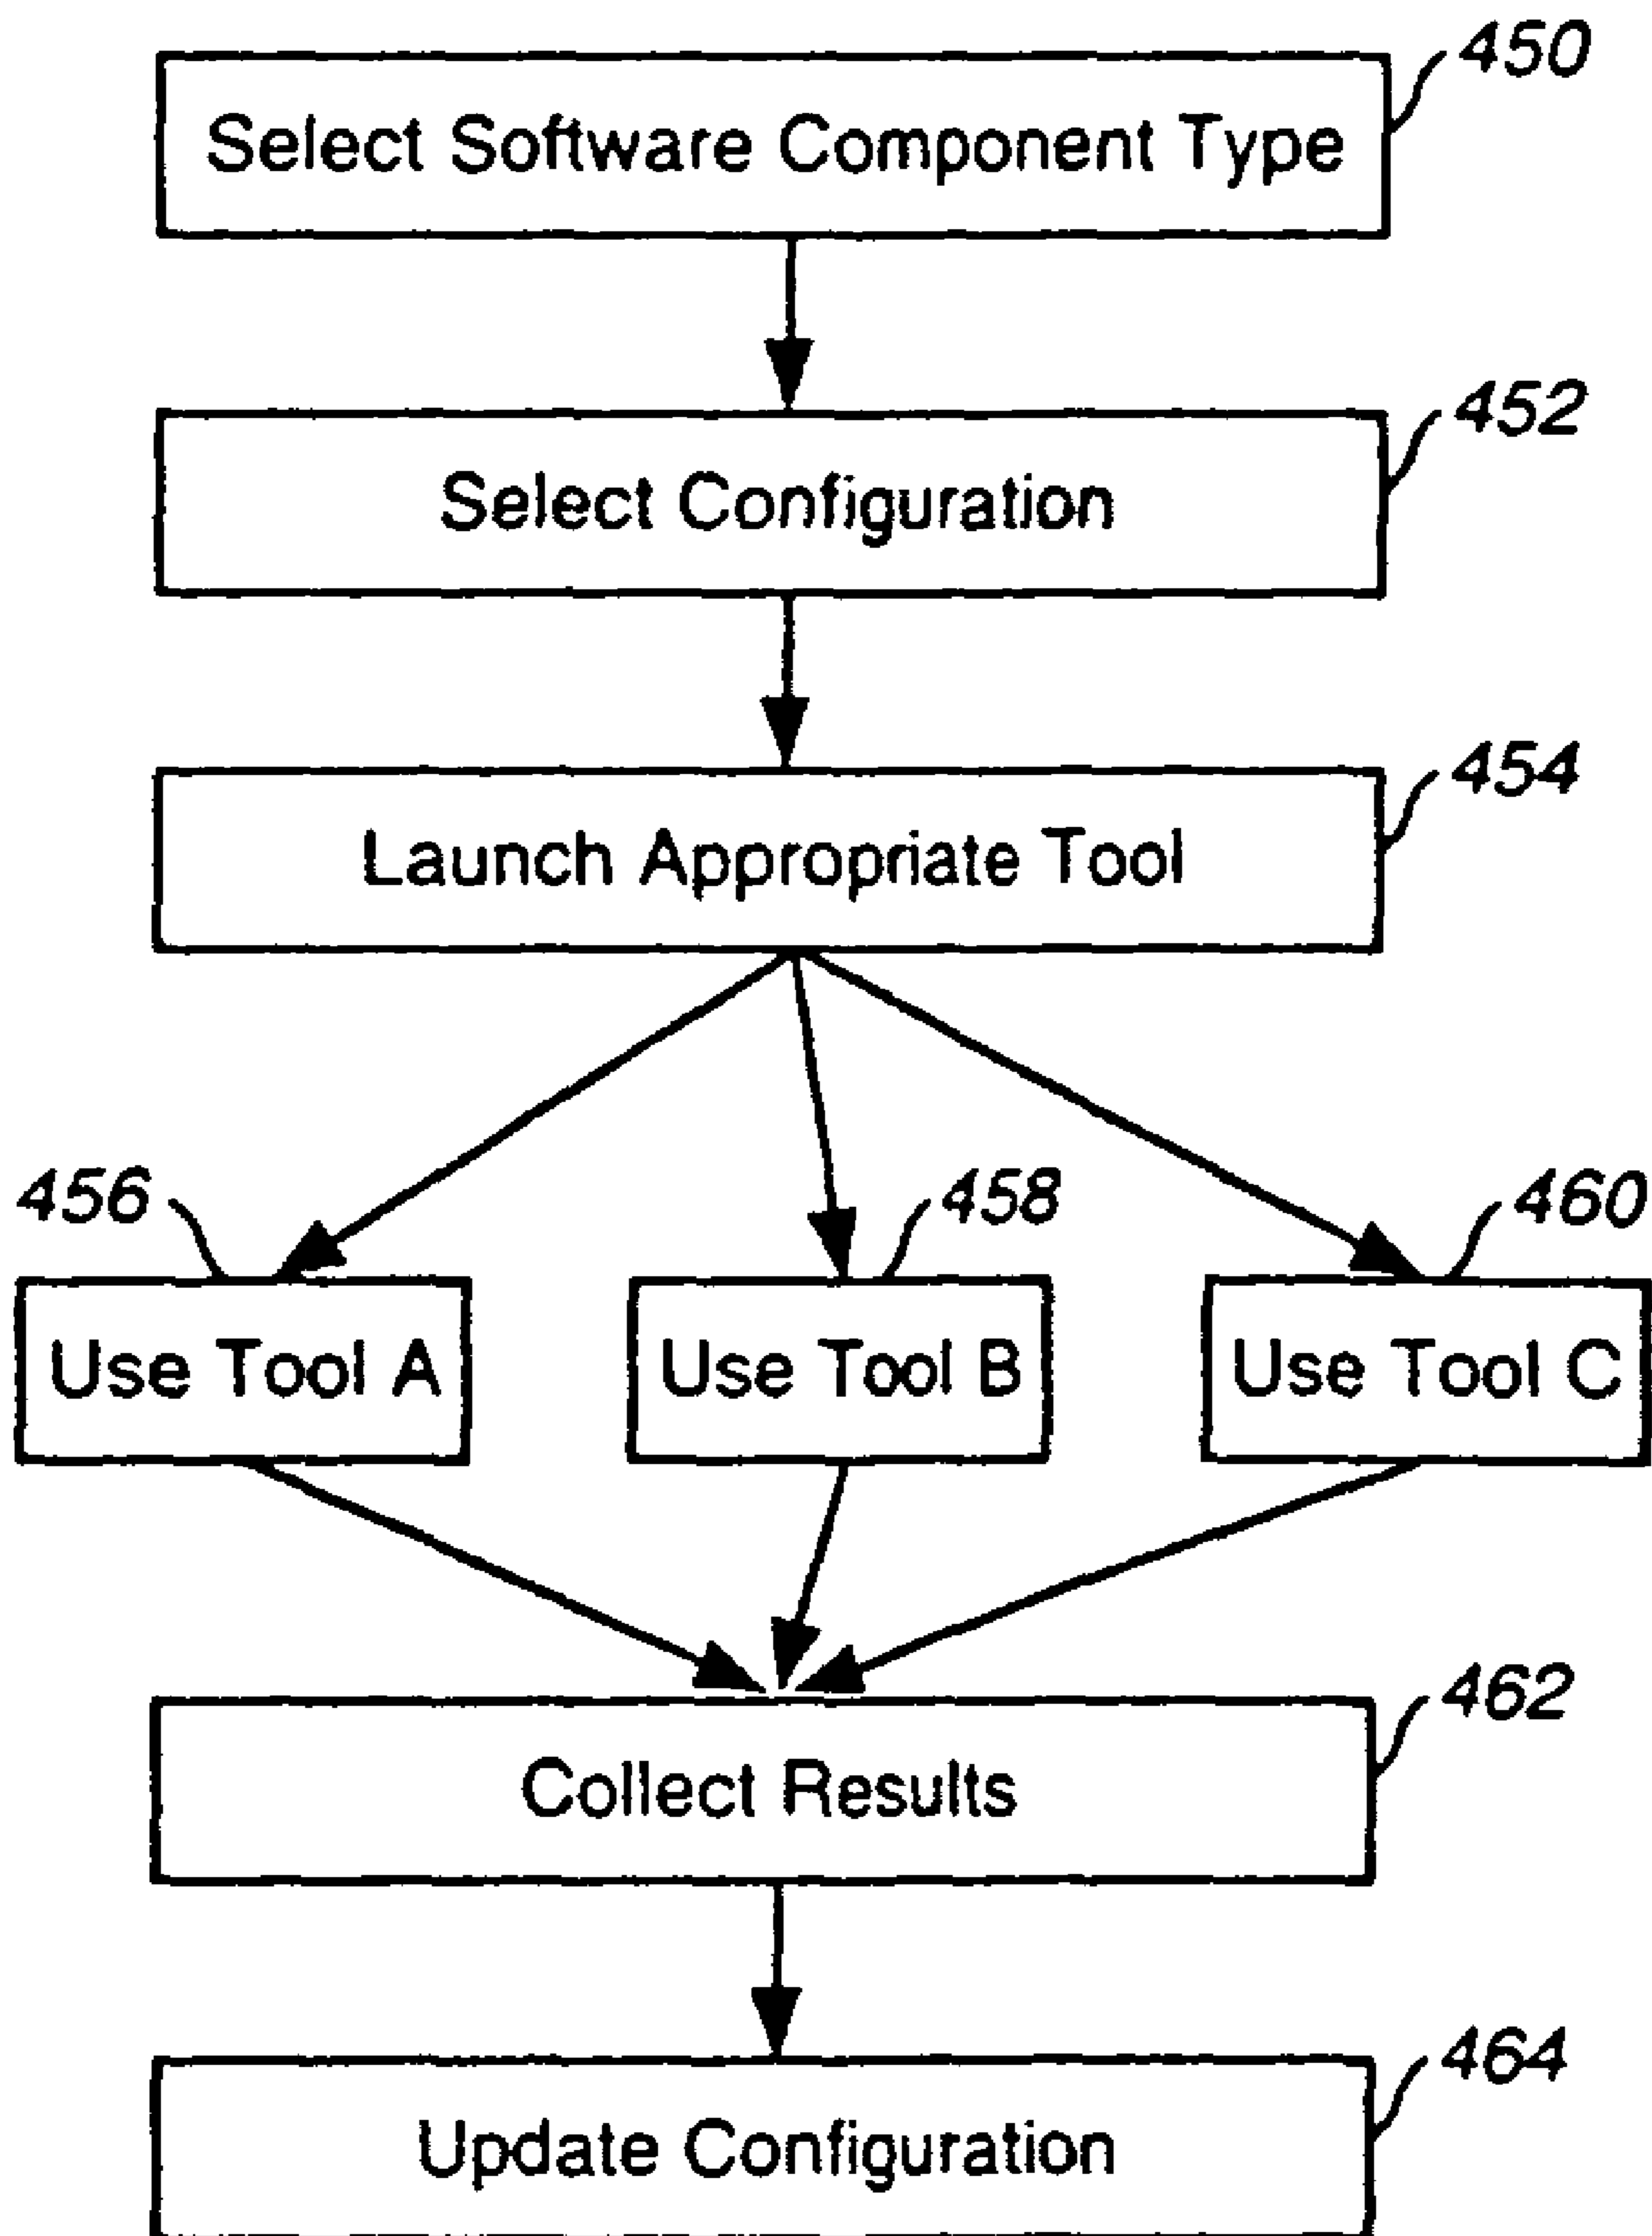 450
Select Software Component Type
452
Select Configuration
454
Launch Appropriate Tool
456
458
460
Use Tool A
Use Tool B
Use Tool C
462
Collect Results
464
Update Configuration